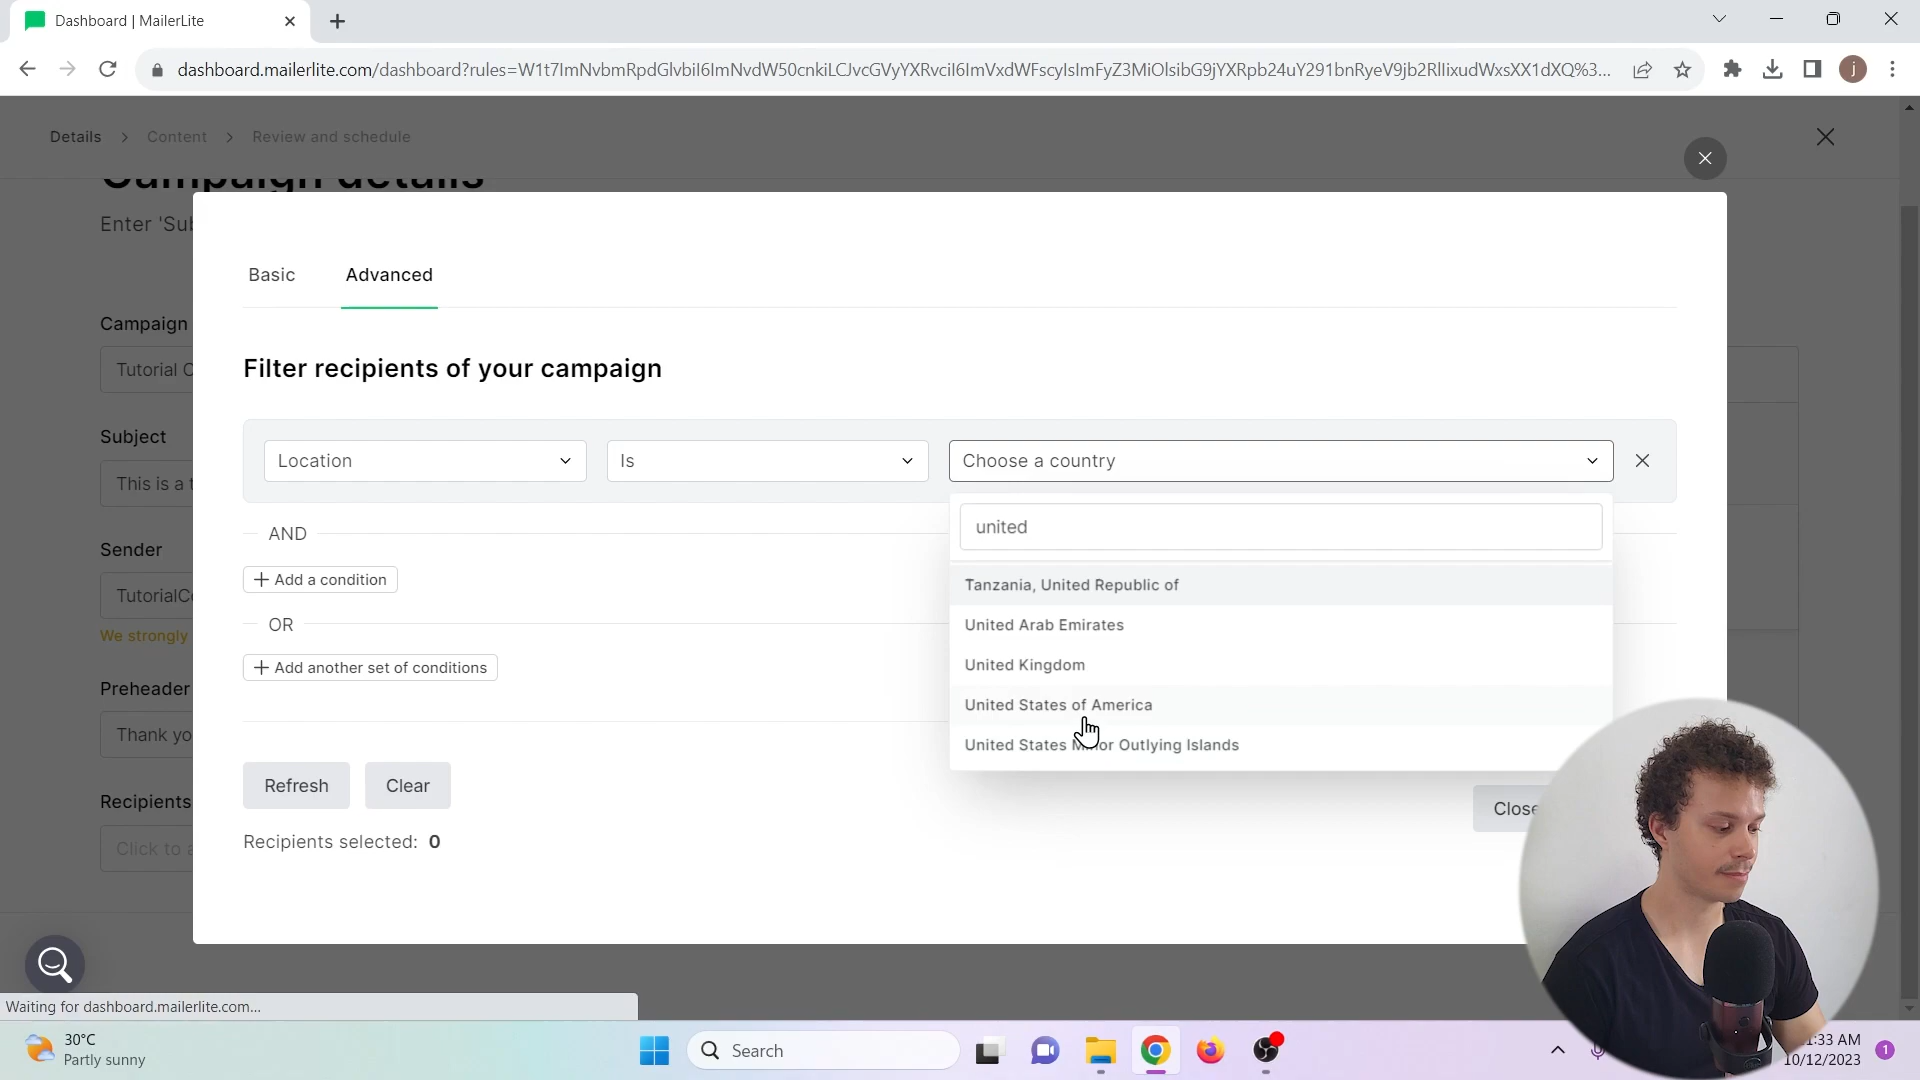 Dashboard | MailerLite
dashboard.mailerlite.com/dashboard?rules=W1t7ImNvbmRpdGlvbiI6ImNvdW50cnkiLCJvcGVyYXRvciI6ImVxdWFscyIsImFyZ3MiOlsibG9jYXRpb24uY291bnRyeV9jb2RlIixudWxsXX1dXQ%3...
j
Details > Content > Review and schedule
Campaign details
Enter 'Sub
Basic Advanced
Campaign
Filter recipients of your campaign
Tutorial C
Subject
Location Is Choose a country
This is a t
united
AND
Sender
+ Add a condition
Tanzania, United Republic of
TutorialCo
OR
United Arab Emirates
We strongly
+ Add another set of conditions
United Kingdom
Preheader
United States of America
Thank yo
United States Minor Outlying Islands
Refresh Clear
Recipients
Close
Click to a
Recipients selected: 0
Waiting for dashboard.mailerlite.com...
30°C
Partly sunny
Search
:33 AM
10/12/2023
1